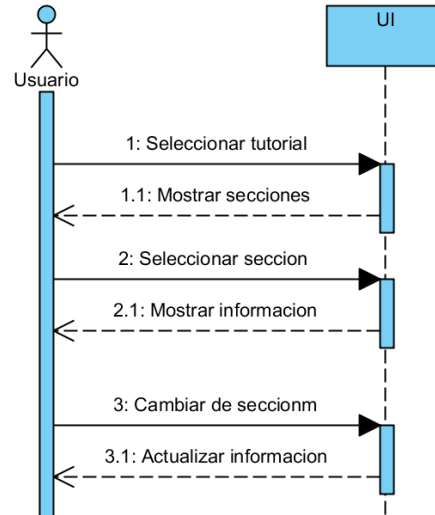 UI
Usuario
1: Seleccionar tutorial
1.1: Mostrar secciones
2: Seleccionar seccion
2.1: Mostrar informacion
3: Cambiar de seccionm
3.1: Actualizar informacion